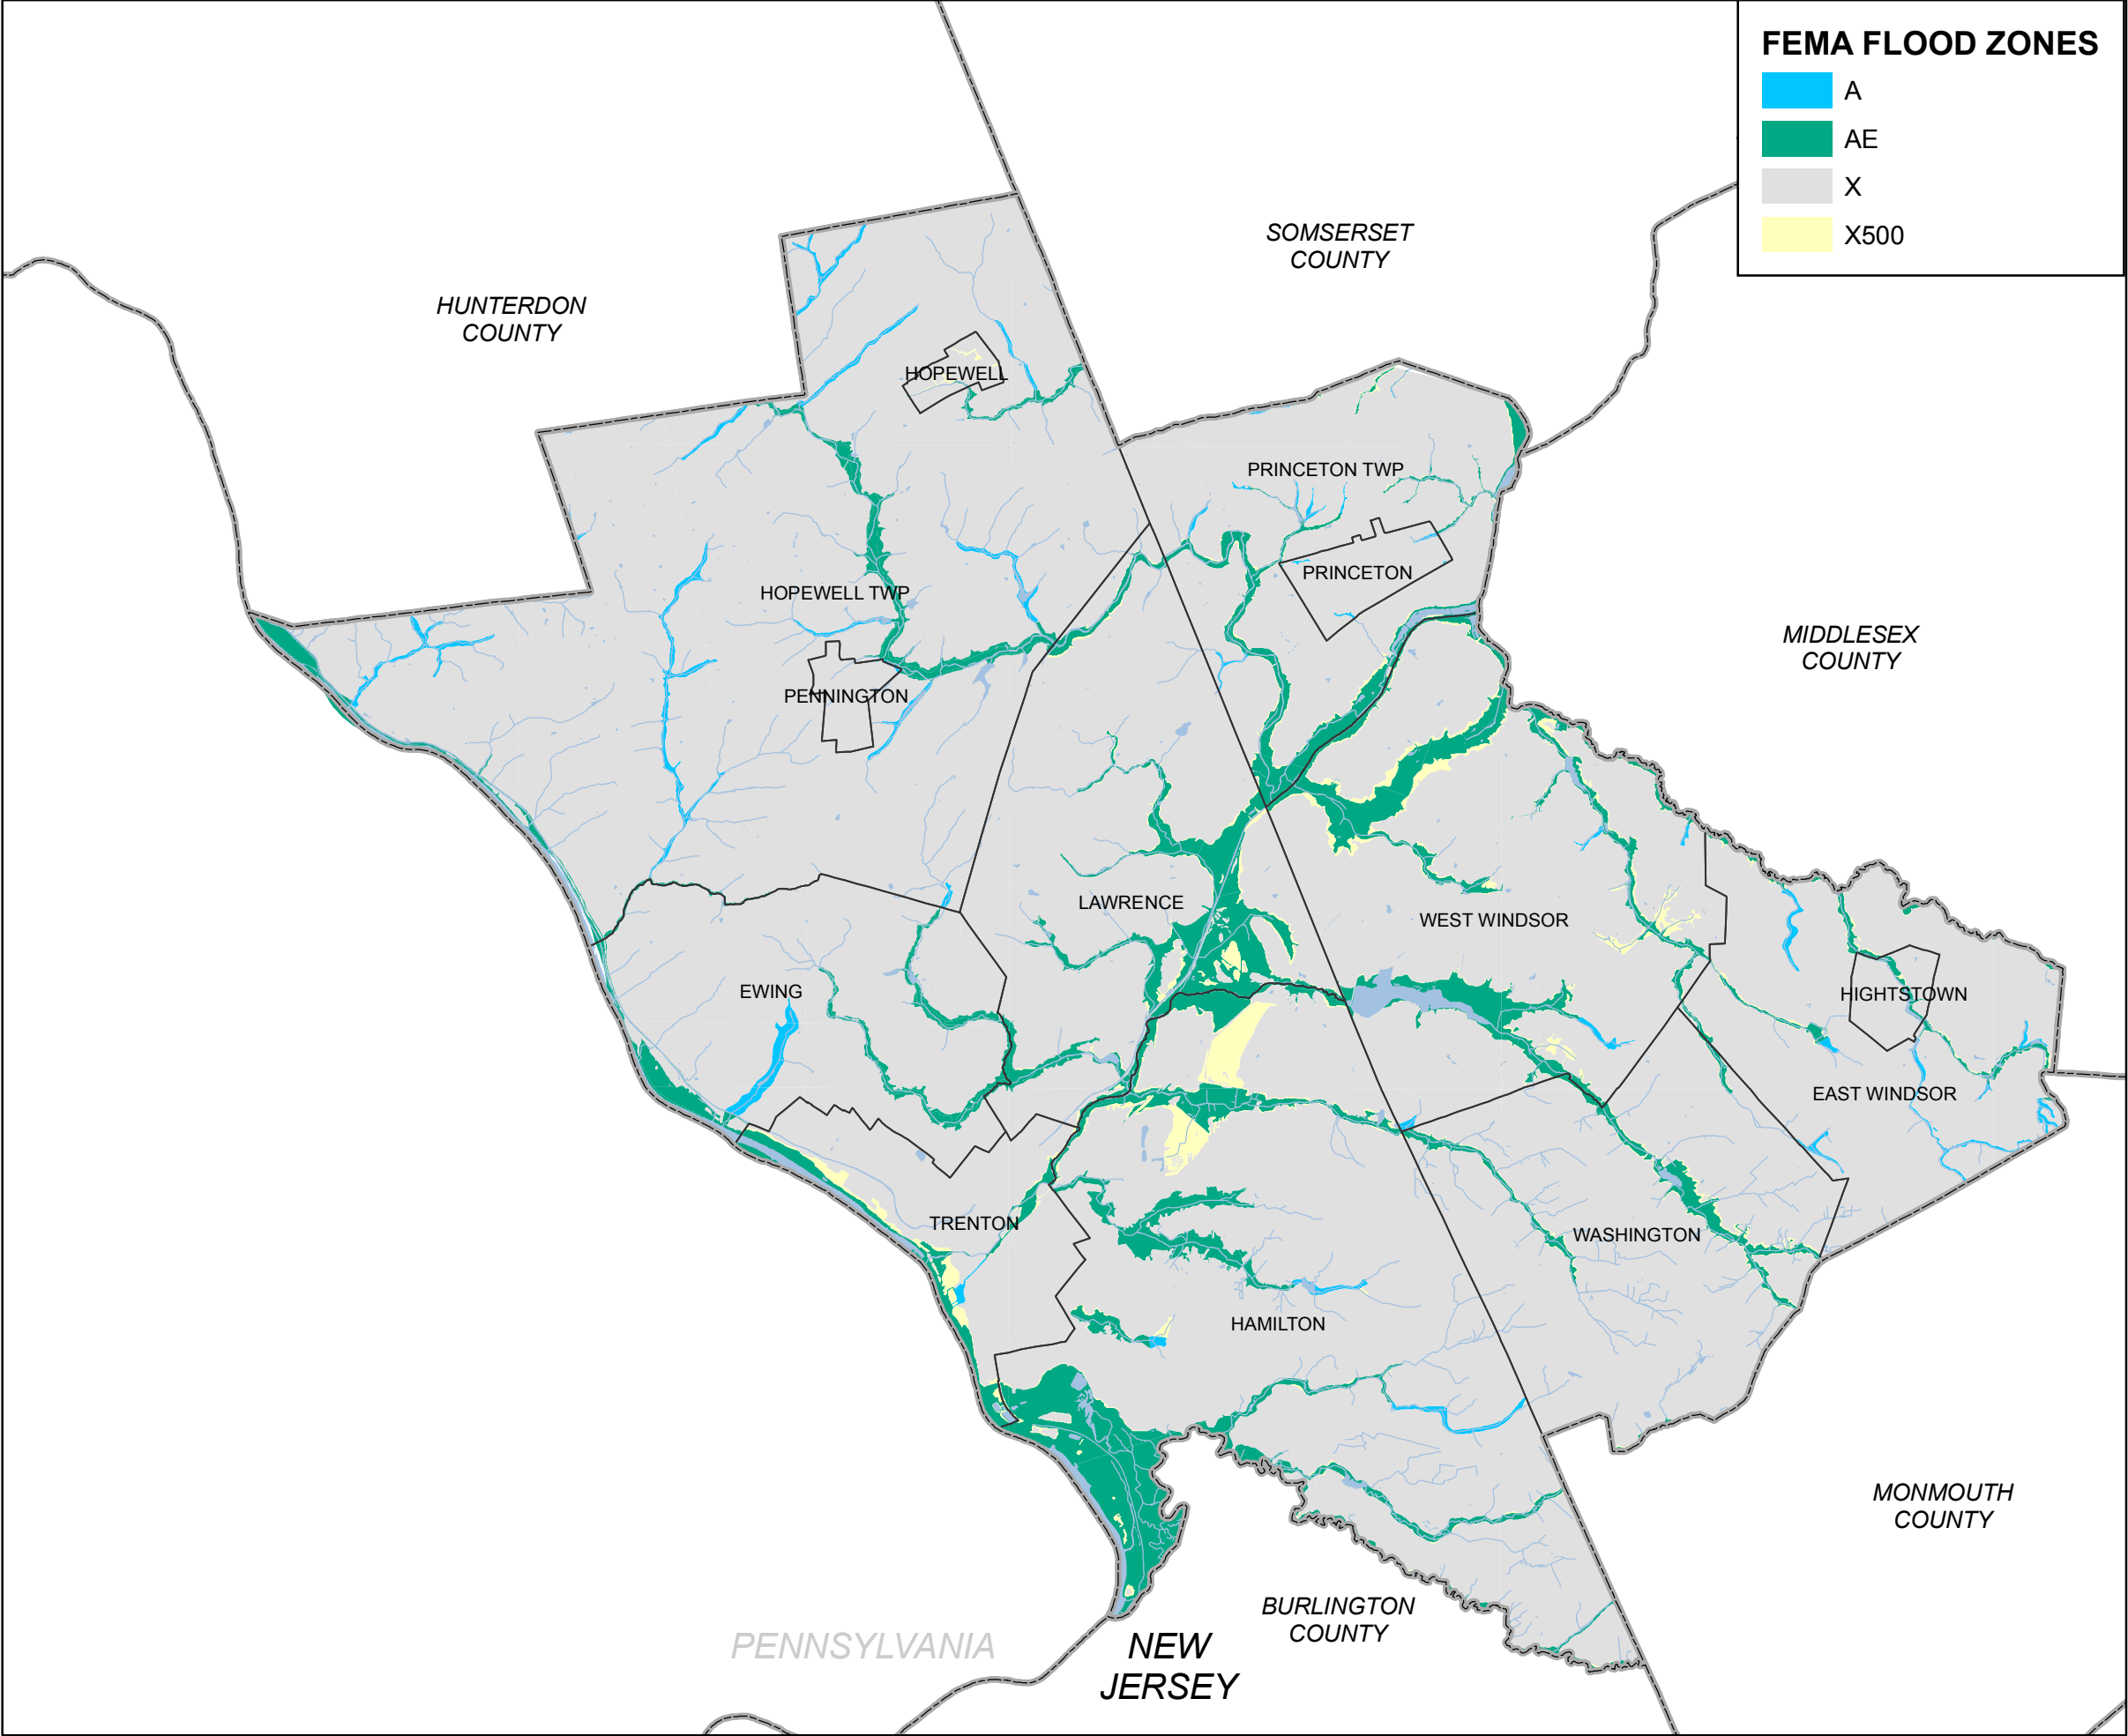 FEMA FLOOD ZONES
A
AE
X
X500
SOMSERSET
COUNTY
HUNTERDON
COUNTY
HOPEWELL
PRINCETON TWP
PRINCETON
HOPEWELL TWP
MIDDLESEX
COUNTY
PENNINGTON
LAWRENCE
WEST WINDSOR
EWING
HIGHTSTOWN
EAST WINDSOR
TRENTON
WASHINGTON
HAMILTON
MONMOUTH
COUNTY
BURLINGTON
COUNTY
PENNSYLVANIA
NEW
JERSEY